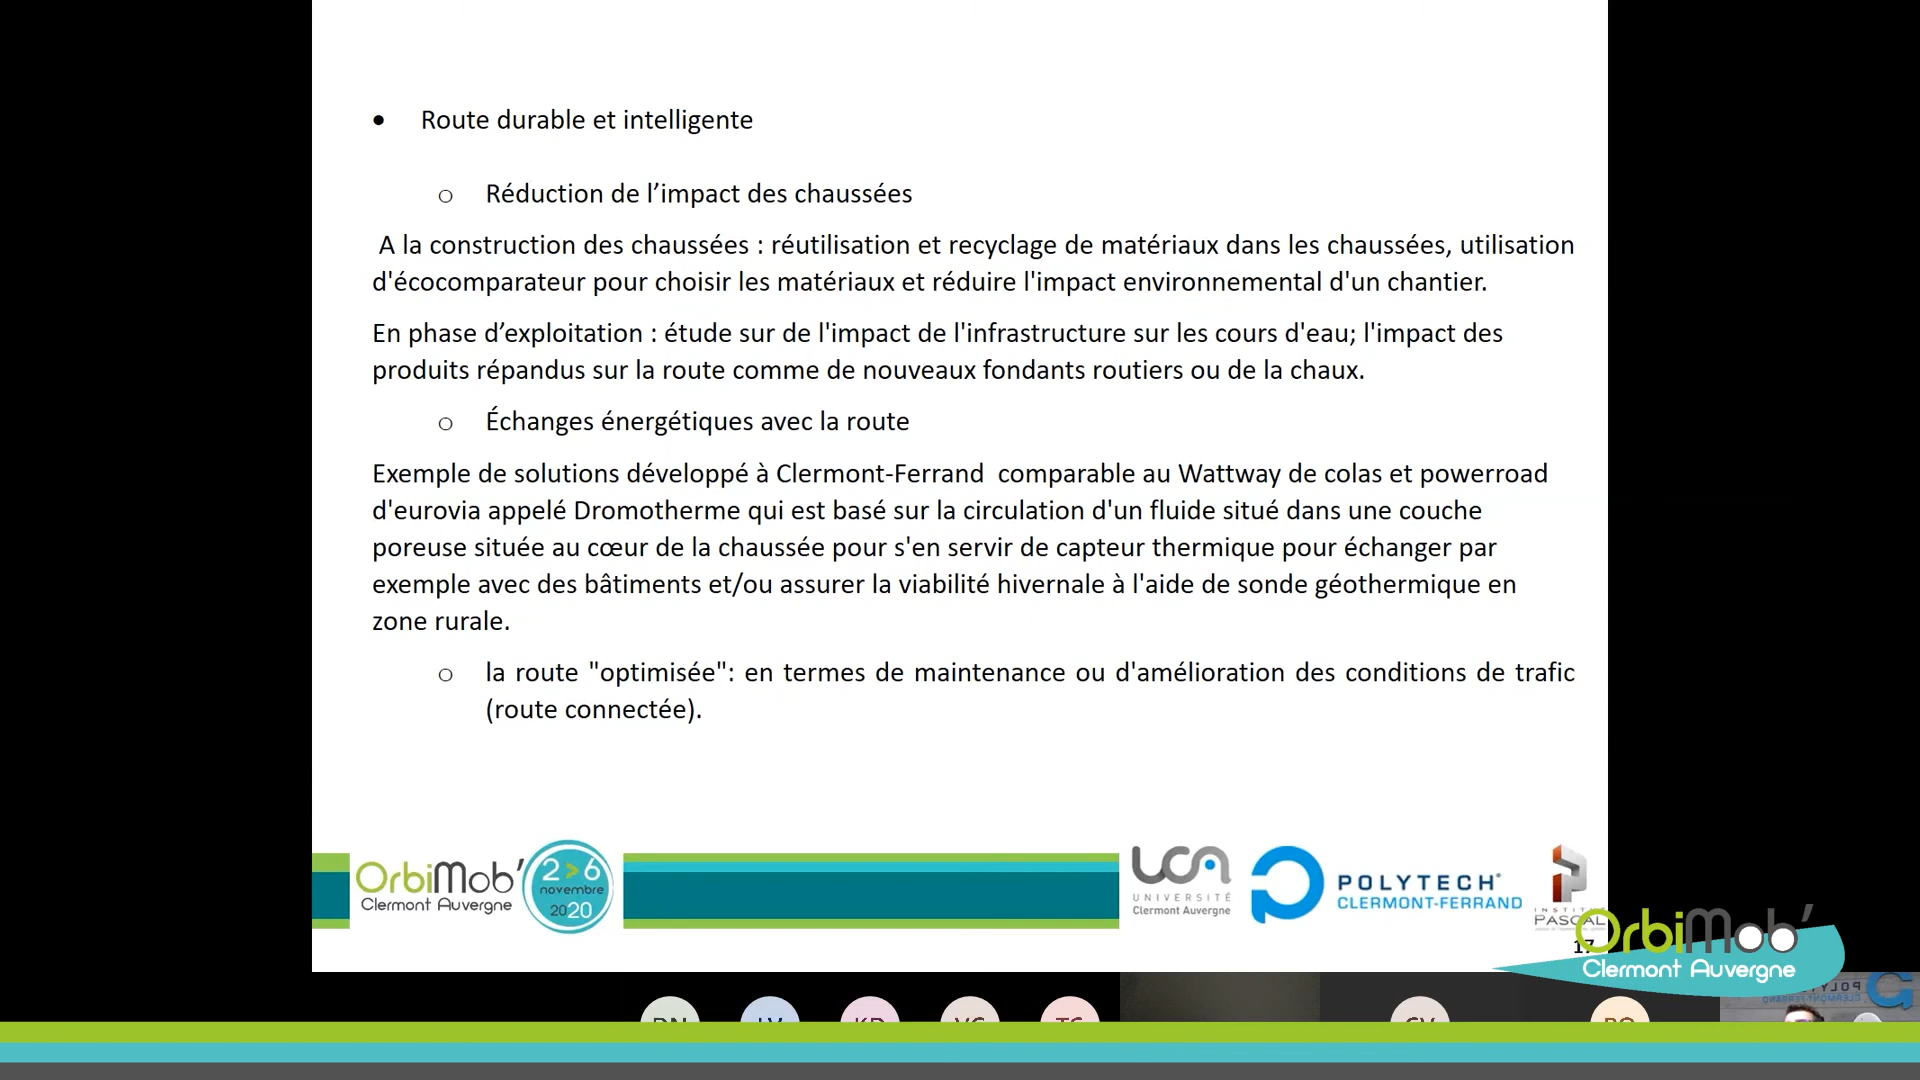 • Route durable et intelligente
o Réduction de l’impact des chaussées
A la construction des chaussées : réutilisation et recyclage de matériaux dans les chaussées, utilisation
d'écocomparateur pour choisir les matériaux et réduire l'impact environnemental d'un chantier.
En phase d’exploitation : étude sur de l'impact de l'infrastructure sur les cours d'eau; l'impact des
produits répandus sur la route comme de nouveaux fondants routiers ou de la chaux.
o Échanges énergétiques avec la route
Exemple de solutions développé à Clermont-Ferrand comparable au Wattway de colas et powerroad
d'eurovia appelé Dromotherme qui est basé sur la circulation d'un fluide situé dans une couche
poreuse située au cœur de la chaussée pour s'en servir de capteur thermique pour échanger par
exemple avec des bâtiments et/ou assurer la viabilité hivernale à l'aide de sonde géothermique en
zone rurale.
o la route "optimisée": en termes de maintenance ou d'amélioration des conditions de trafic
(route connectée).
OrbiMob'
Clermont Auvergne
2>6
novembre
2020
UCA
UNIVERSITÉ
Clermont Auvergne
POLYTECH
CLERMONT-FERRAND
INSTITUT
PASCAL
17
OrbiMob'
Clermont Auvergne